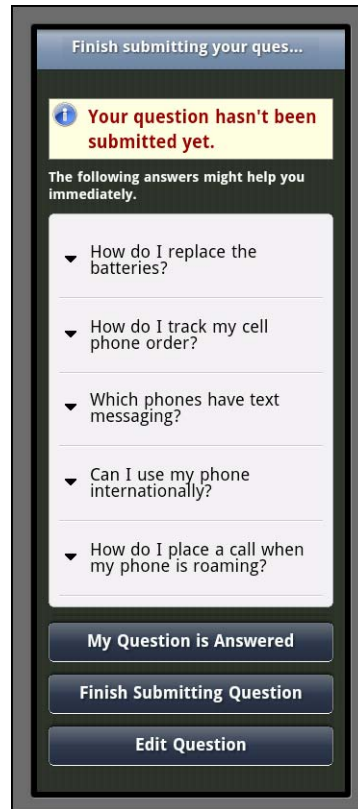 Finish submitting your ques...
Your question hasn't been
submitted yet.
The following answers might help you
immediately.
How do I replace the
batteries?
How do I track my cell
phone order?
Which phones have text
messaging?
Can I use my phone
internationally?
How do I place a call when
my phone is roaming?
My Question is Answered
Finish Submitting Question
Edit Question